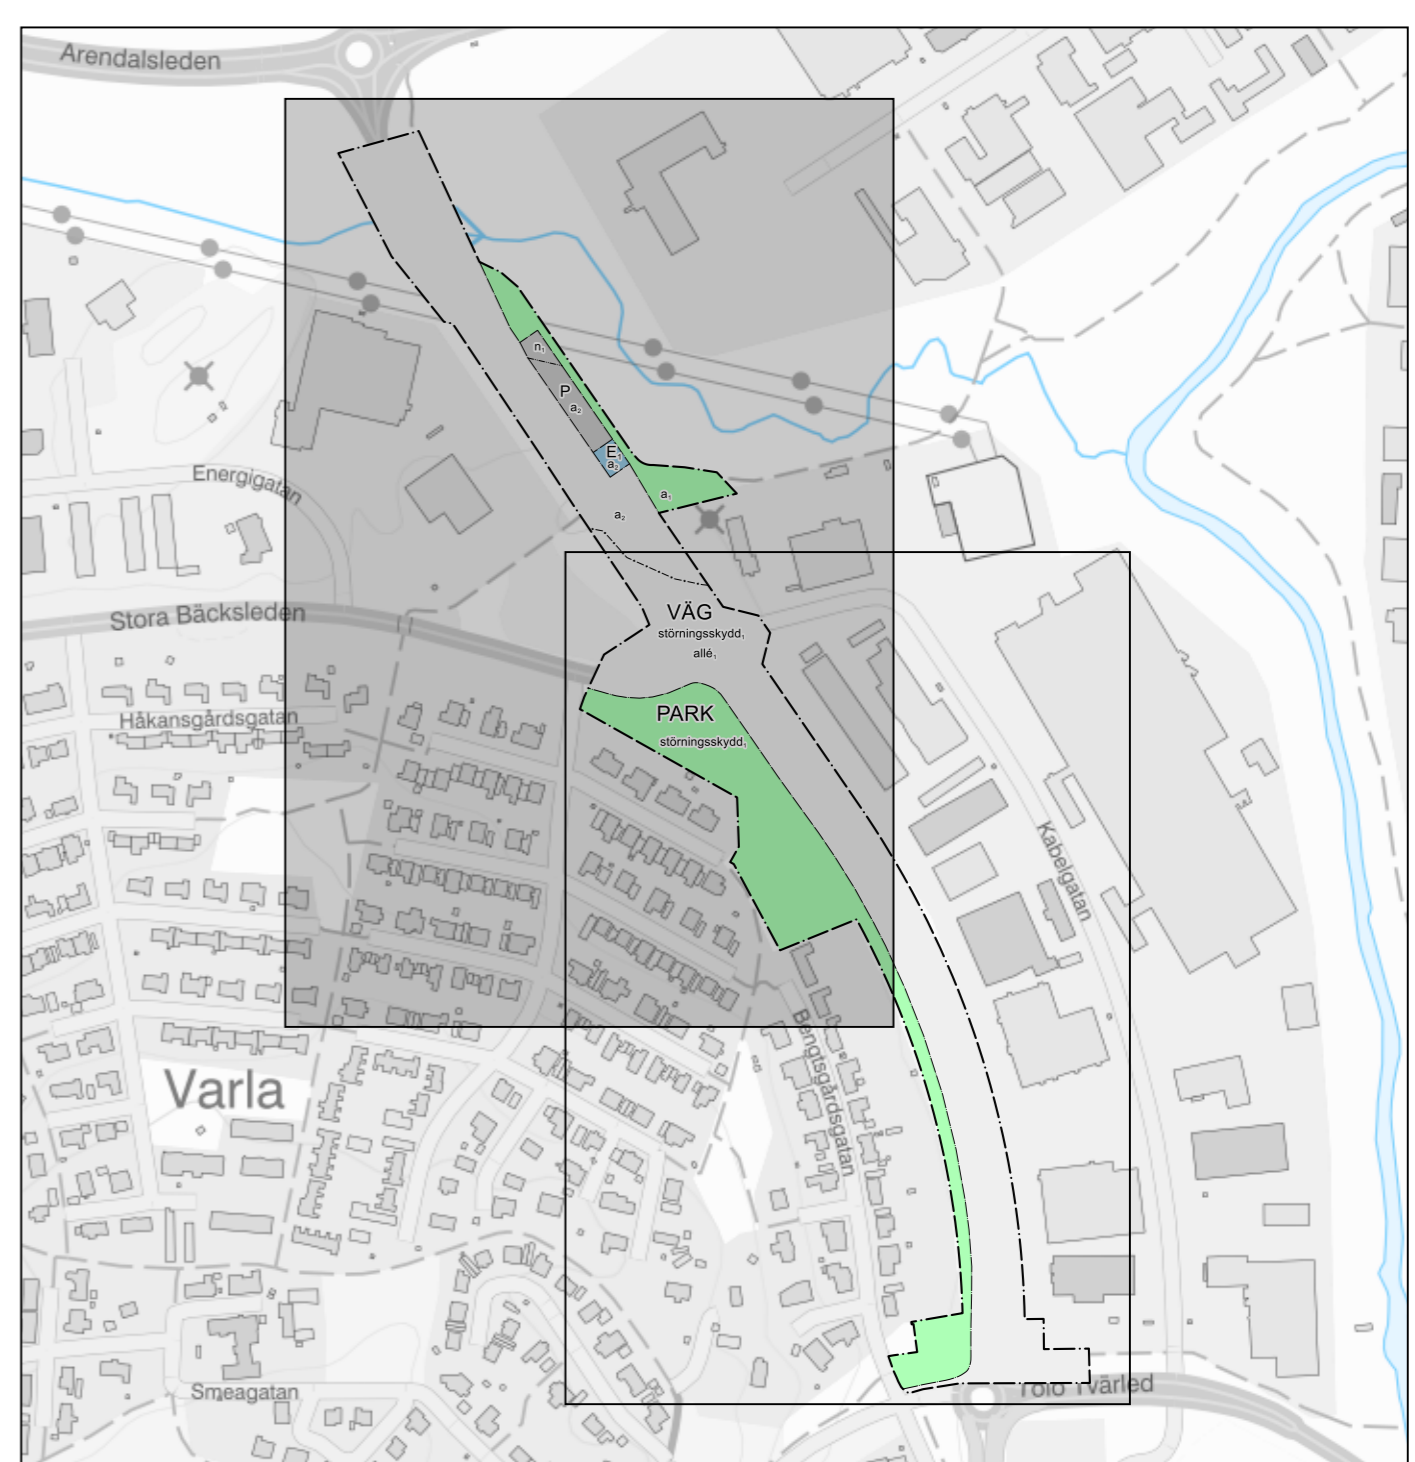 Arendalsleden
n₁
P
a₂
E₁
a₂
Energigatan
a₁
a₂
Stora Bäcksleden
VÄG
störningsskydd₁
allé₁
Håkansgårdsgatan
PARK
störningsskydd₁
Kabelgatan
Bengtsgårdsgatan
Varla
Smeagatan
Tölö Tvärled